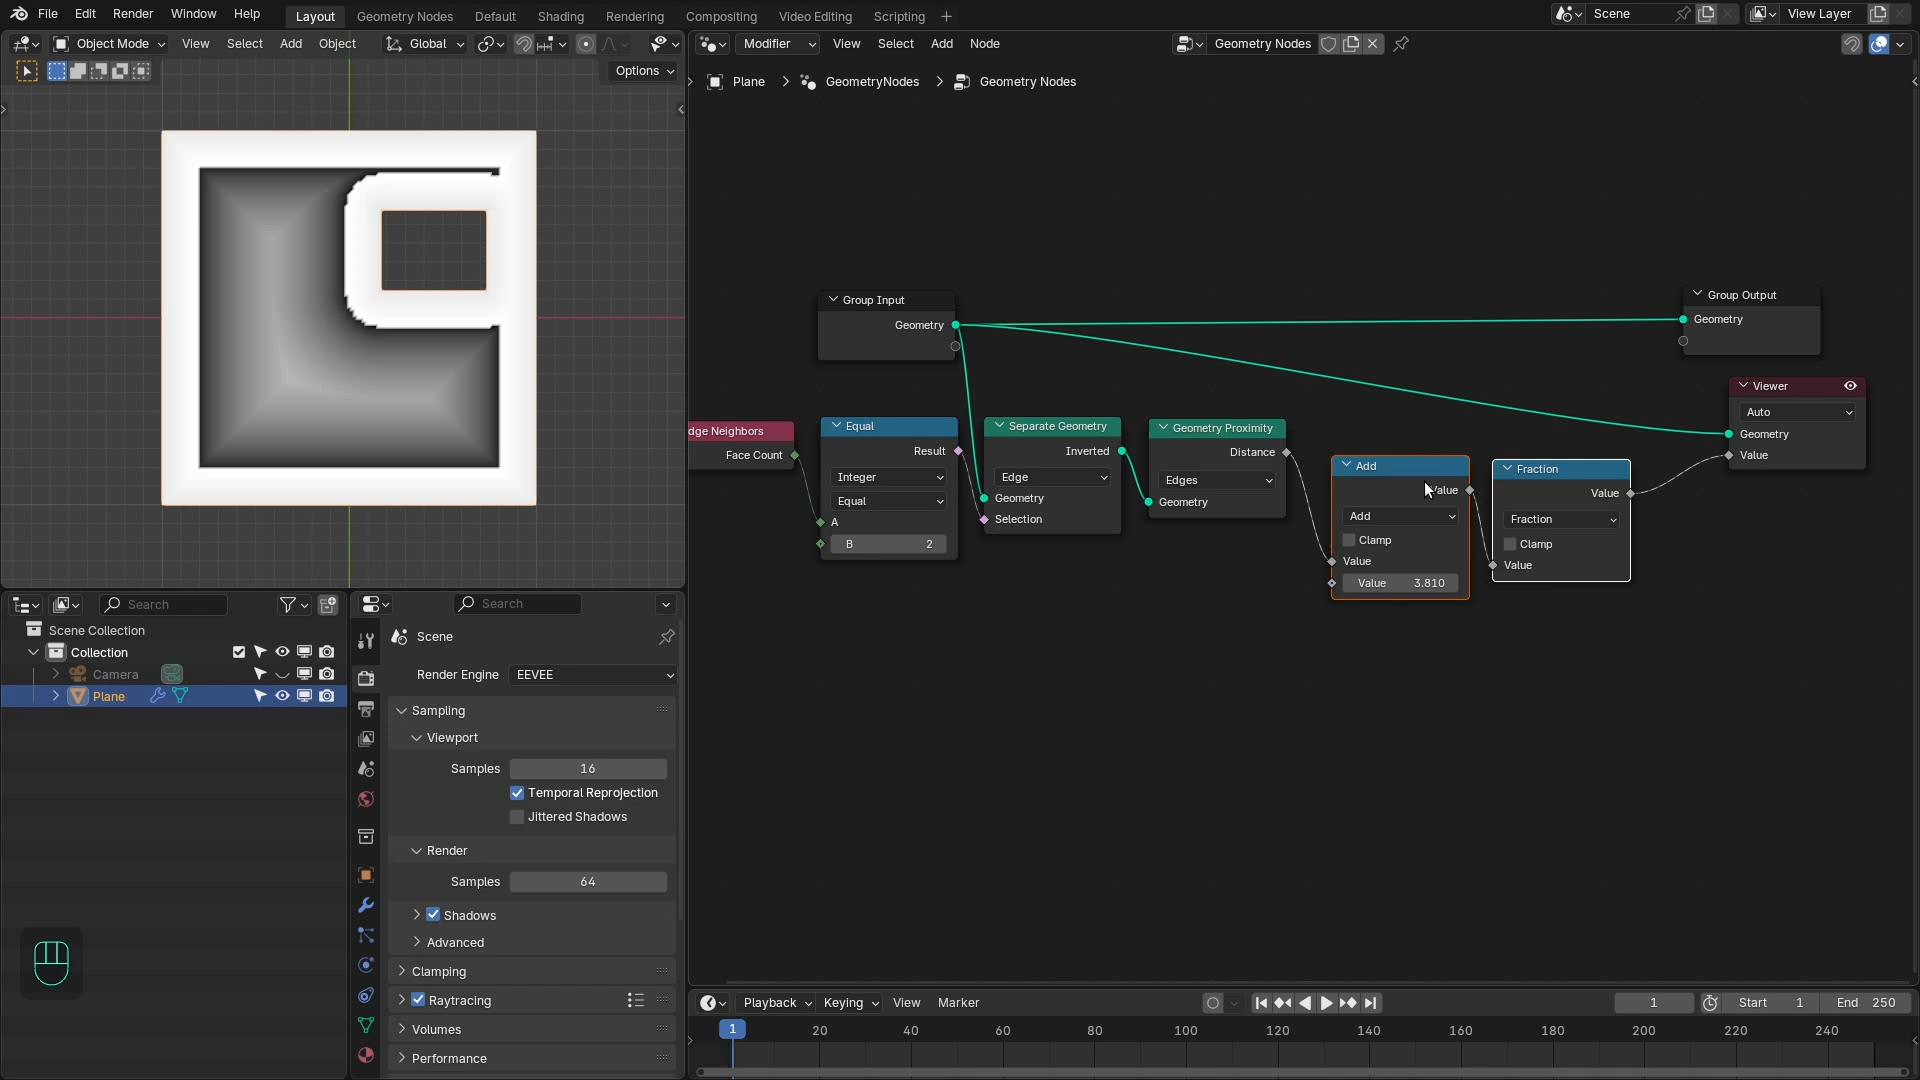 File Edit Render Window Help Layout Geometry Nodes Default Shading Rendering Compositing Video Editing Scripting + Scene View Layer
Object Mode View Select Add Object Global
Options
Modifier View Select Add Node Geometry Nodes
Plane > GeometryNodes > Geometry Nodes
Group Input
Geometry
Group Output
Geometry
Viewer
Auto
Geometry
Value
dge Neighbors
Face Count
Equal
Result
Integer
Equal
A
B 2
Separate Geometry
Inverted
Edge
Geometry
Selection
Geometry Proximity
Distance
Edges
Geometry
Add
Value
Add
Clamp
Value
Value 3.810
Fraction
Value
Fraction
Clamp
Value
Search
Scene Collection
Collection
Camera
Plane
Search
Scene
Render Engine EEVEE
Sampling
Viewport
Samples 16
Temporal Reprojection
Jittered Shadows
Render
Samples 64
Shadows
Advanced
Clamping
Raytracing
Volumes
Performance
Playback Keying View Marker 1 Start 1 End 250
1 20 40 60 80 100 120 140 160 180 200 220 240